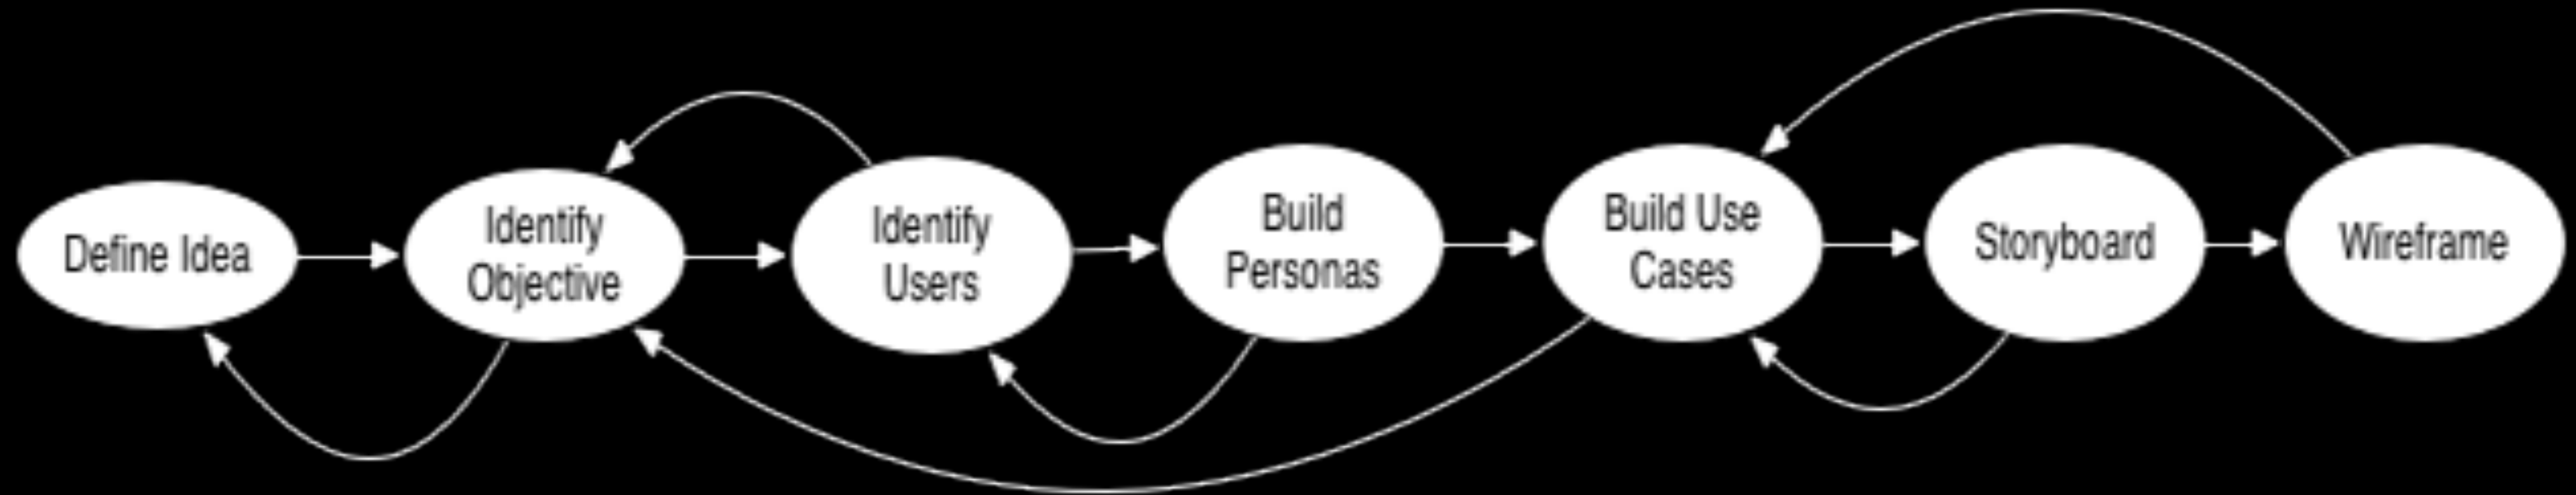 Define Idea
Identify
Objective
Identify
Users
Build
Personas
Build Use
Cases
Storyboard
Wireframe